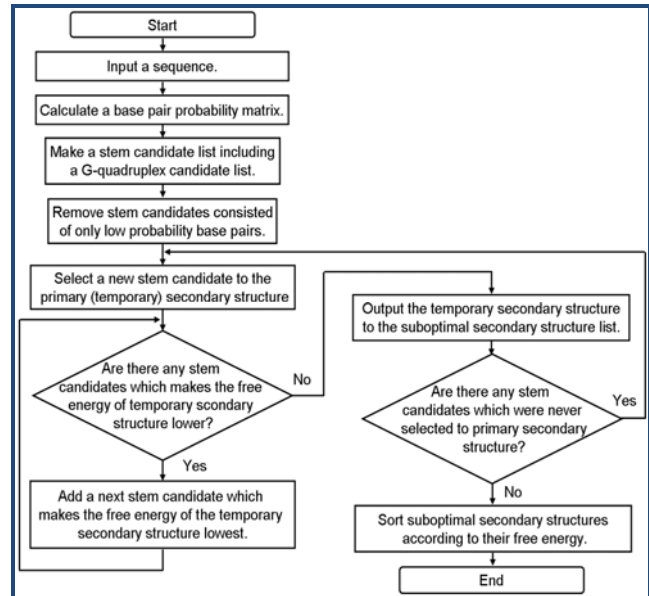 Start
Input a sequence.
Calculate a base pair probability matrix.
Make a stem candidate list including
a G-quadruplex candidate list.
Remove stem candidates consisted
of only low probability base pairs.
Select a new stem candidate to the
primary (temporary) secondary structure
Are there any stem
candidates which makes the free
energy of temporary scondary
structure lower?
No
Yes
Add a next stem candidate which
makes the free energy of the temporary
secondary structure lowest.
Output the temporary secondary structure
to the suboptimal secondary structure list.
Are there any stem
candidates which were never
selected to primary secondary
structure?
Yes
No
Sort suboptimal secondary structures
according to their free energy.
End